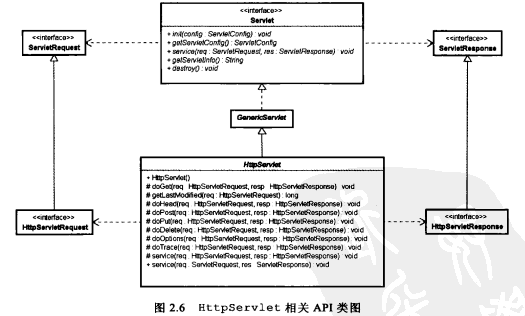 <<interface>>
ServletRequest
<<interface>>
Servlet
+ init(config : ServletConfig) : void
+ getServletConfig() : ServletConfig
+ service(req : ServletRequest, res : ServletResponse) : void
+ getServletInfo() : String
+ destroy() : void
<<interface>>
ServletResponse
GenericServlet
HttpServlet
+ HttpServlet()
# doGet(req HttpServletRequest, resp HttpServletResponse) void
# getLastModified(req : HttpServletRequest) long
# doHead(req HttpServletRequest, resp HttpServletResponse) void
# doPost(req HttpServletRequest, resp HttpServletResponse) void
# doPut(req HttpServletRequest, resp : HttpServletResponse) void
# doDelete(req HttpServletRequest, resp : HttpServletResponse) void
# doOptions(req HttpServletRequest, resp HttpServletResponse) : void
# doTrace(req HttpServletRequest, resp HttpServletResponse) void
# service(req HttpServletRequest, resp HttpServletResponse) void
+ service(req : ServletRequest, res ServletResponse) : void
<<interface>>
HttpServletRequest
<<interface>>
HttpServletResponse
图 2.6 HttpServlet 相关 API 类图